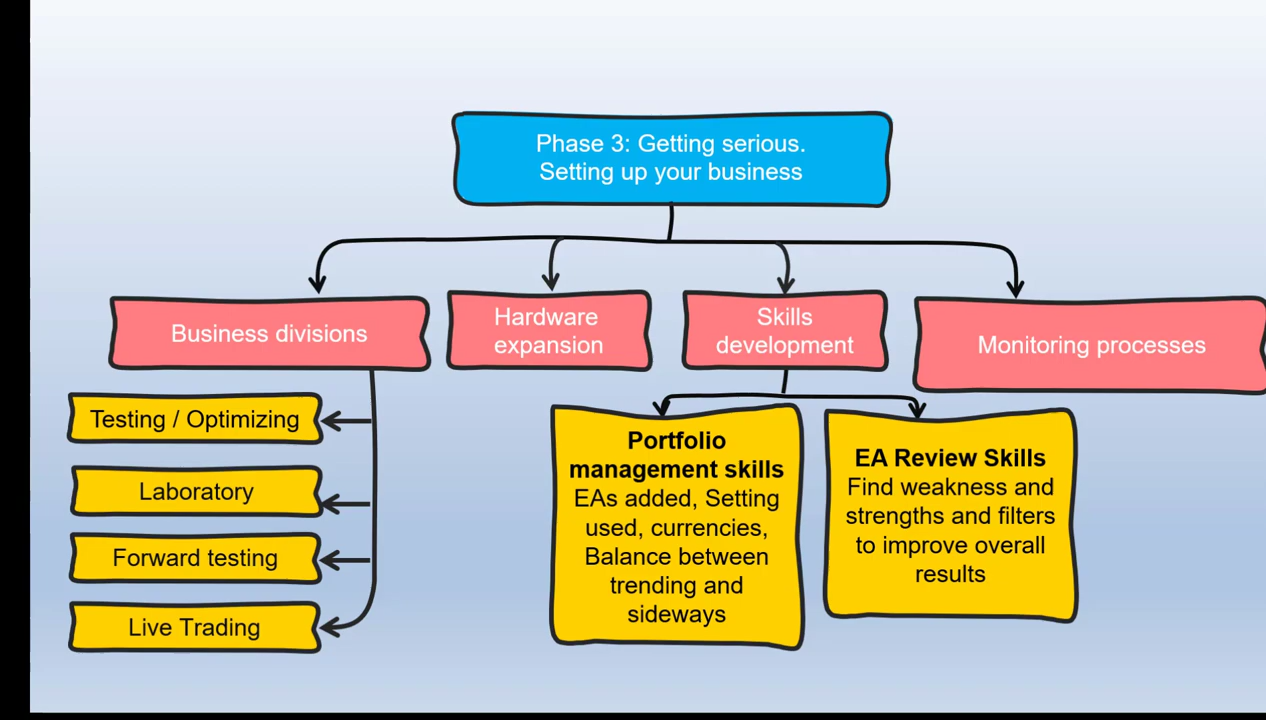 Phase 3: Getting serious.
Setting up your business
Business divisions
Hardware
expansion
Skills
development
Monitoring processes
Testing / Optimizing
Laboratory
Forward testing
Live Trading
Portfolio
management skills
EAs added, Setting
used, currencies,
Balance between
trending and
sideways
EA Review Skills
Find weakness and
strengths and filters
to improve overall
results